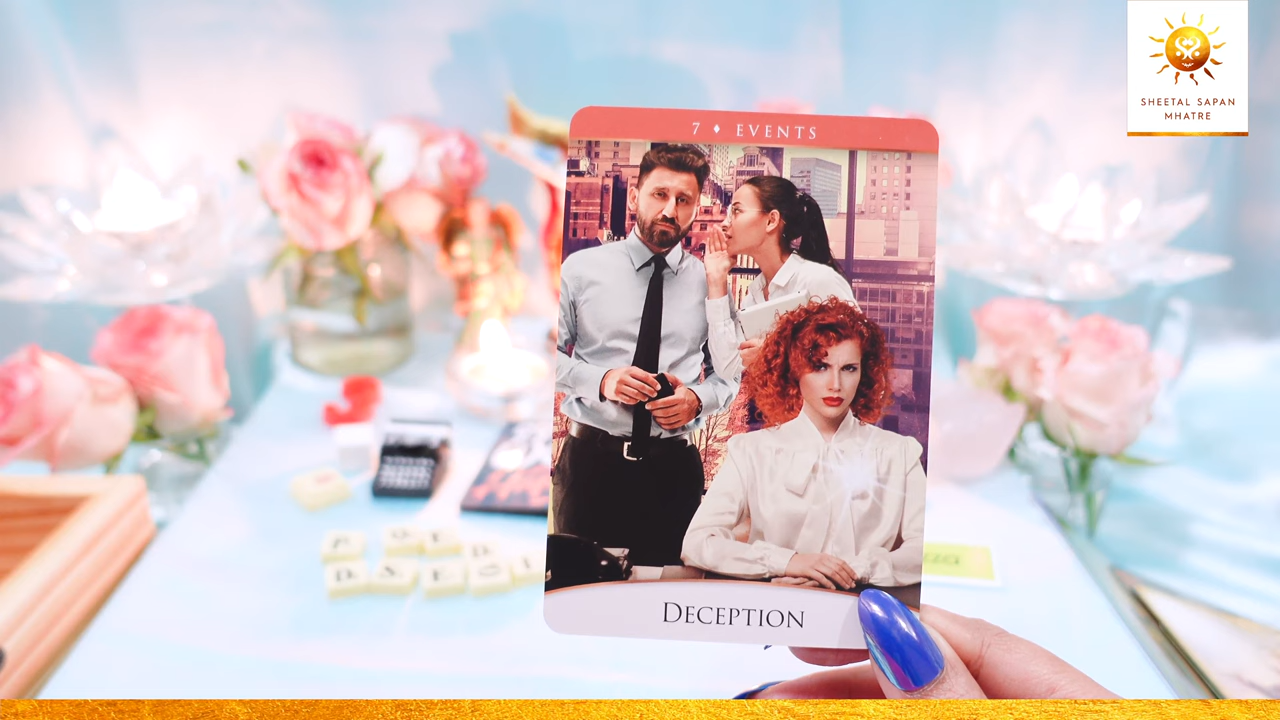 SHEETAL SAPAN
MHATRE
7 ♦ EVENTS
DECEPTION